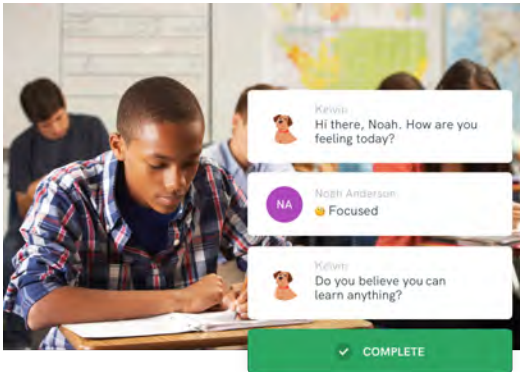 Kelvin
Hi there, Noah. How are you
feeling today?
NA
Noah Anderson
Focused
Kelvin
Do you believe you can
learn anything?
COMPLETE